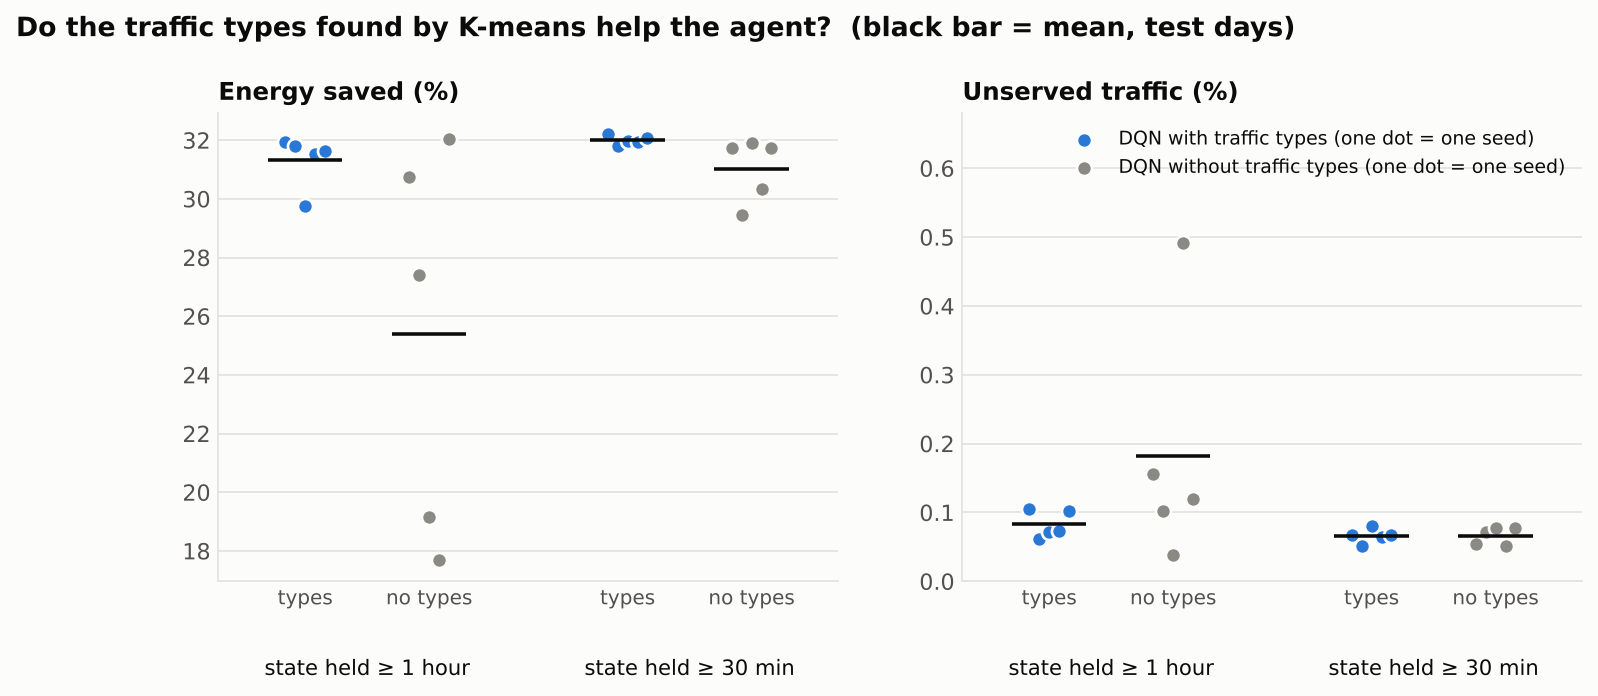 Do the traffic types found by K-means help the agent?  (black bar = mean, test days)
Energy saved (%)
32
30
28
26
24
22
20
18
types
no types
types
no types
state held ≥ 1 hour
state held ≥ 30 min
Unserved traffic (%)
DQN with traffic types (one dot = one seed)
DQN without traffic types (one dot = one seed)
0.6
0.5
0.4
0.3
0.2
0.1
0.0
types
no types
types
no types
state held ≥ 1 hour
state held ≥ 30 min